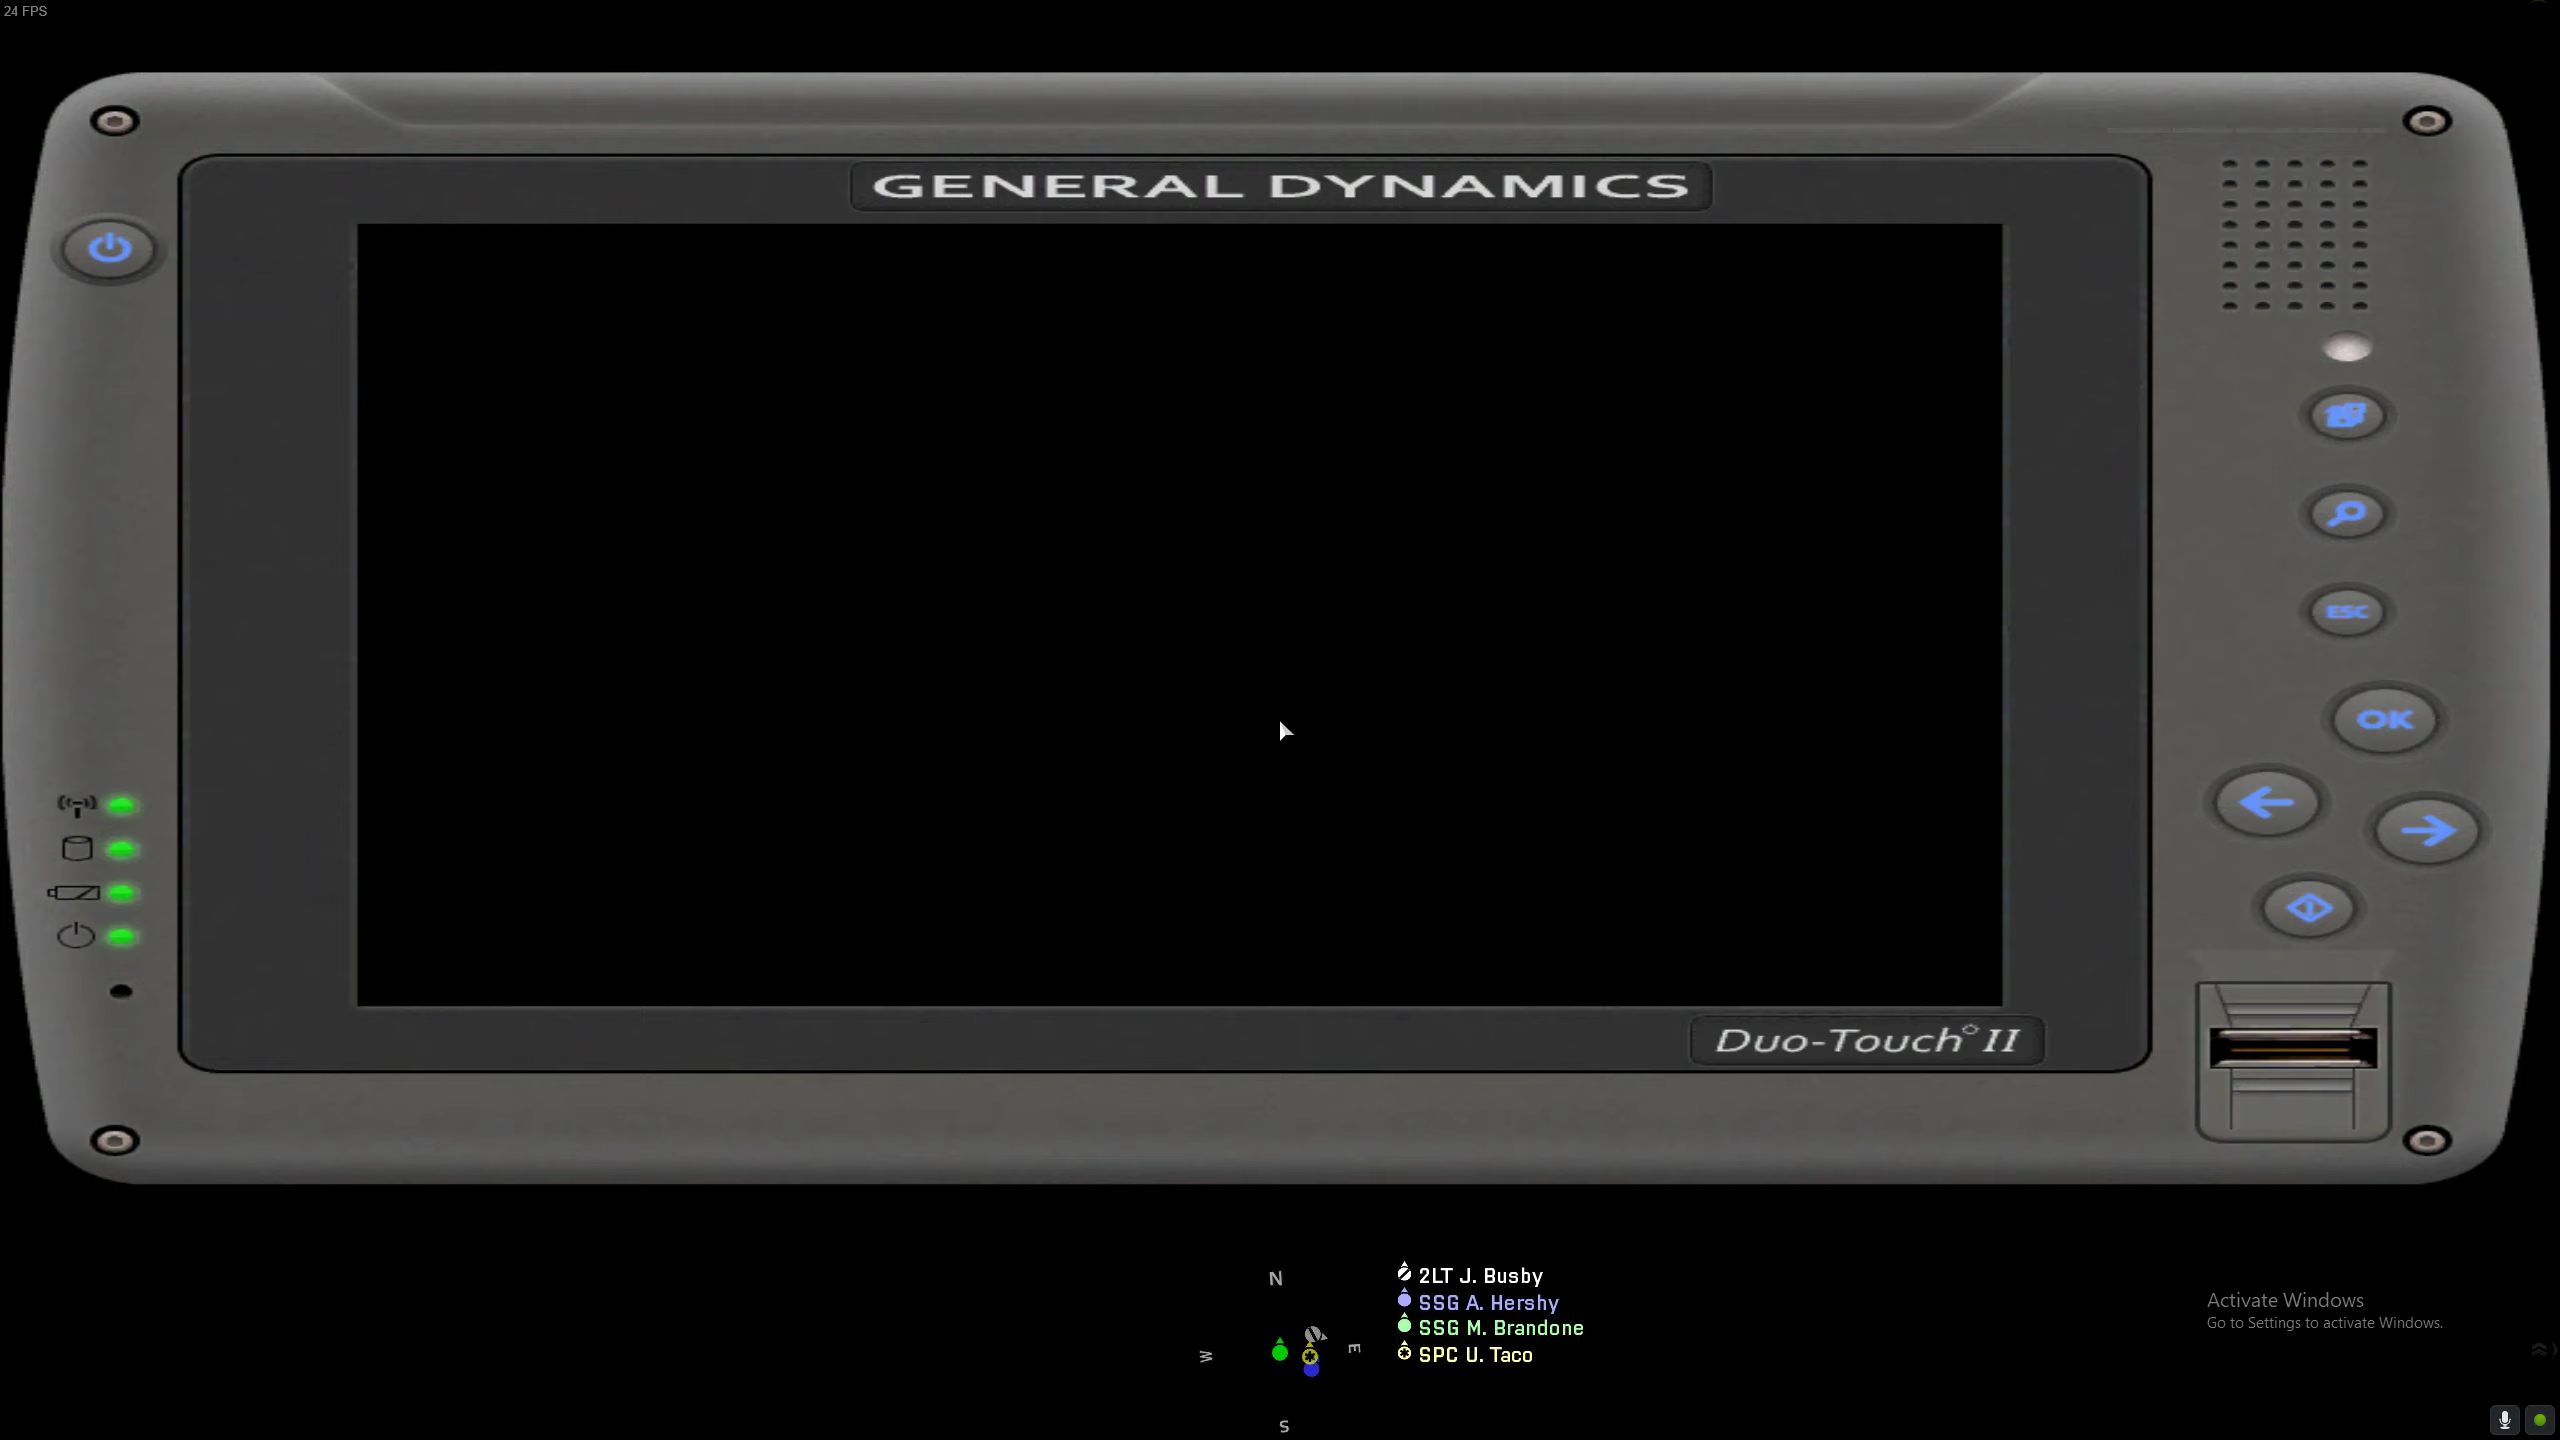 24 FPS
GENERAL DYNAMICS
ESC
OK
Duo-Touch° II
N
2LT J. Busby
SSG A. Hershy
SSG M. Brandone
W
E
SPC U. Taco
S
Activate Windows
Go to Settings to activate Windows.